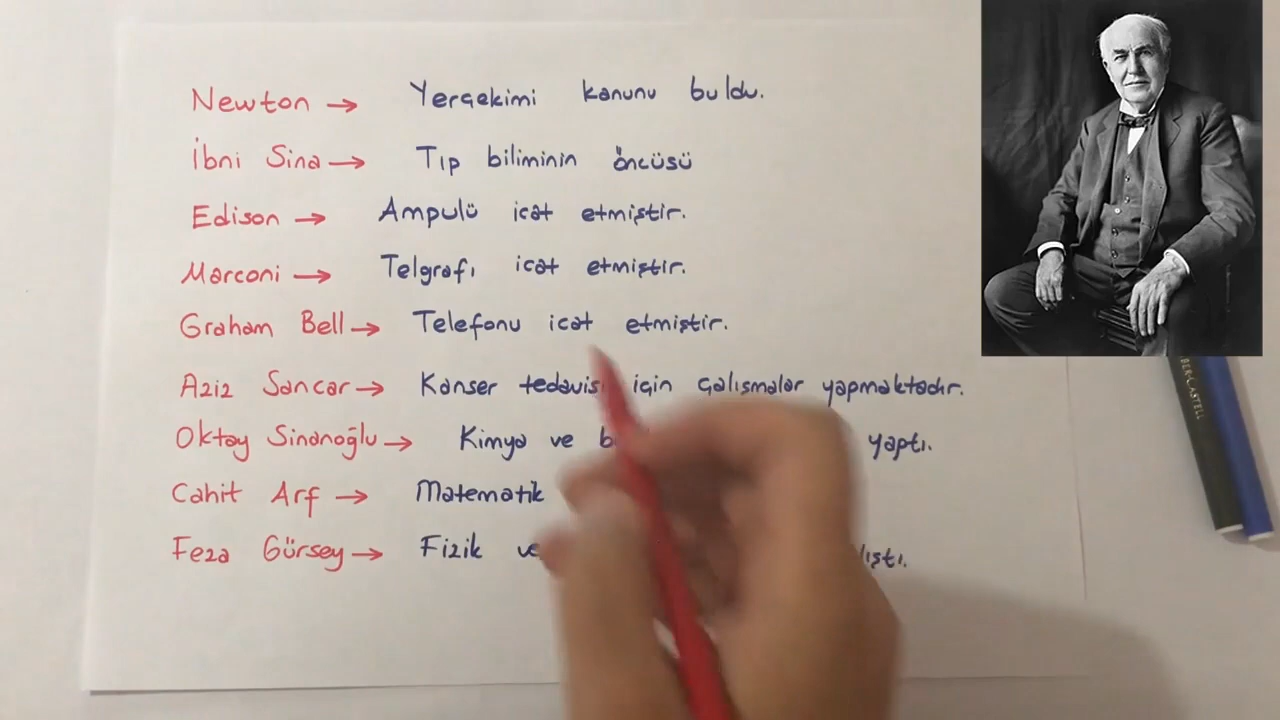 Newton → Yerçekimi kanunu buldu.
İbni Sina → Tıp biliminin öncüsü
Edison → Ampulü icat etmiştir.
Marconi → Telgrafı icat etmiştir.
Graham Bell → Telefonu icat etmiştir.
Aziz Sancar → Kanser tedavisi için çalışmalar yapmaktadır.
Oktay Sinanoğlu → Kimya ve yaptı.
Cahit Arf → Matematik
Feza Gürsey → Fizik ve